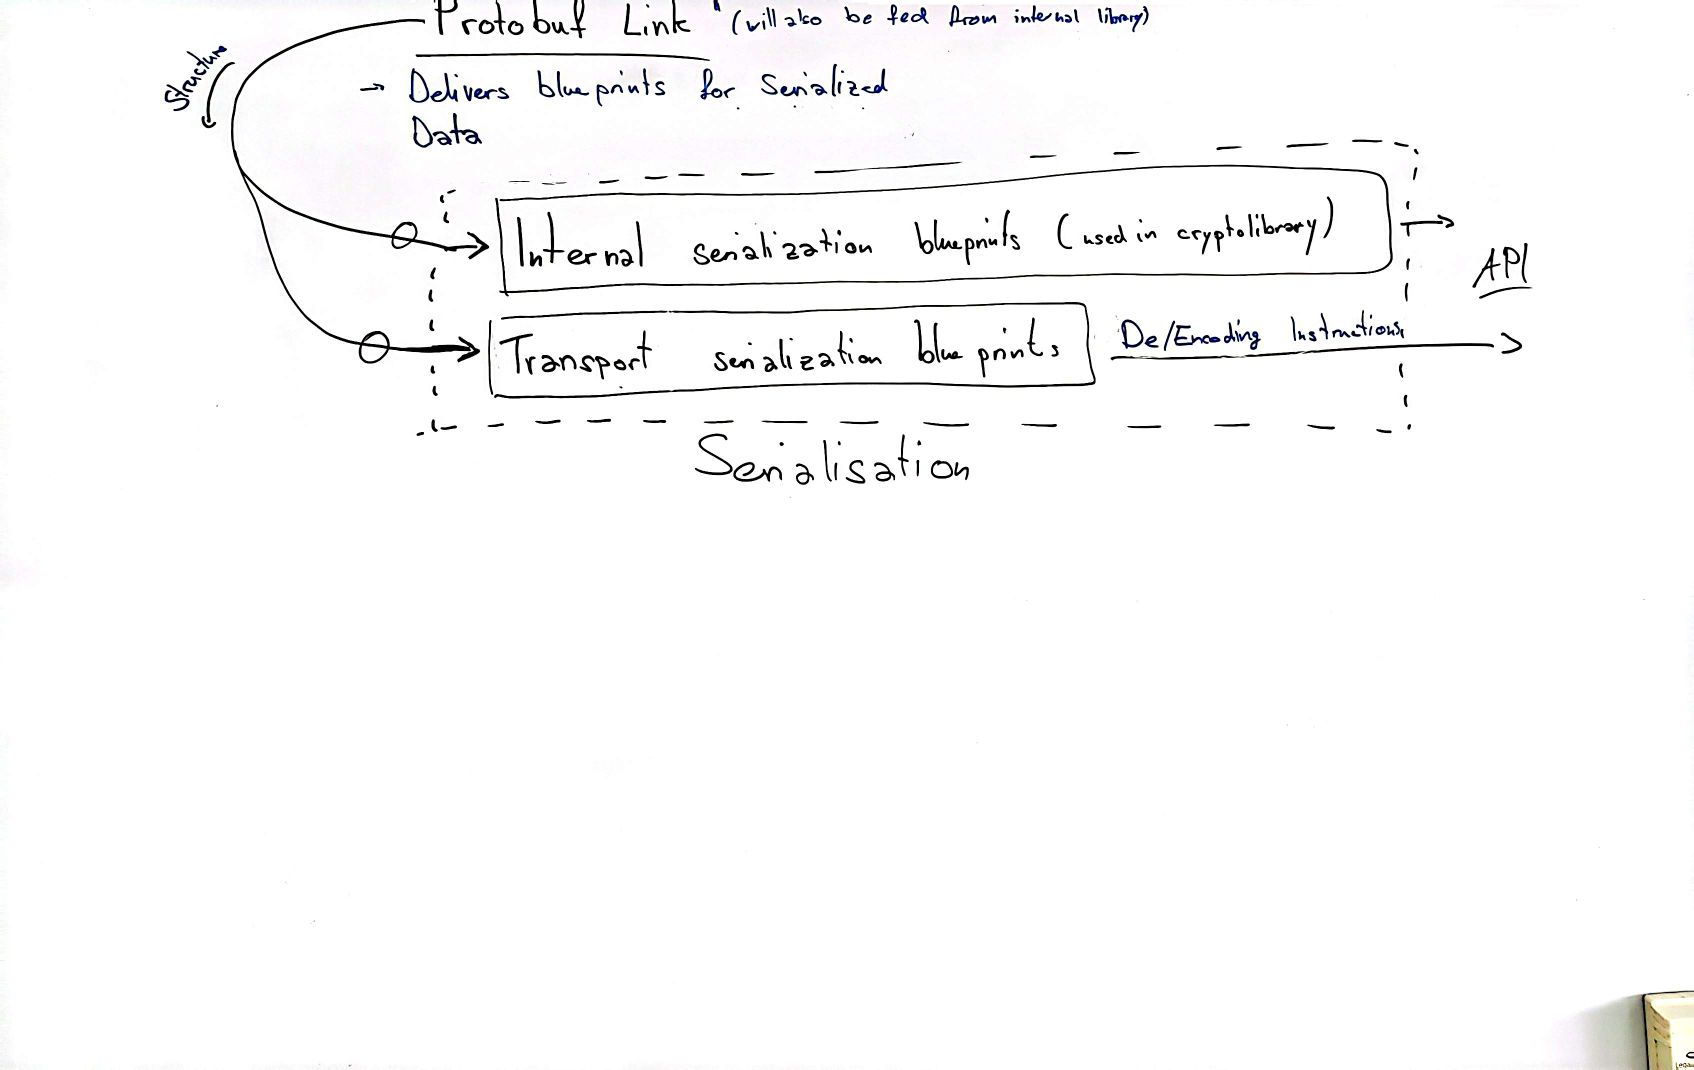 Protobuf Link (will also be fed from internal library)
Structure
→ Delivers blueprints for Serialized
Data
Internal serialization blueprints (used in cryptolibrary)
API
Transport serialization blueprints De/Encoding Instructions
Serialisation